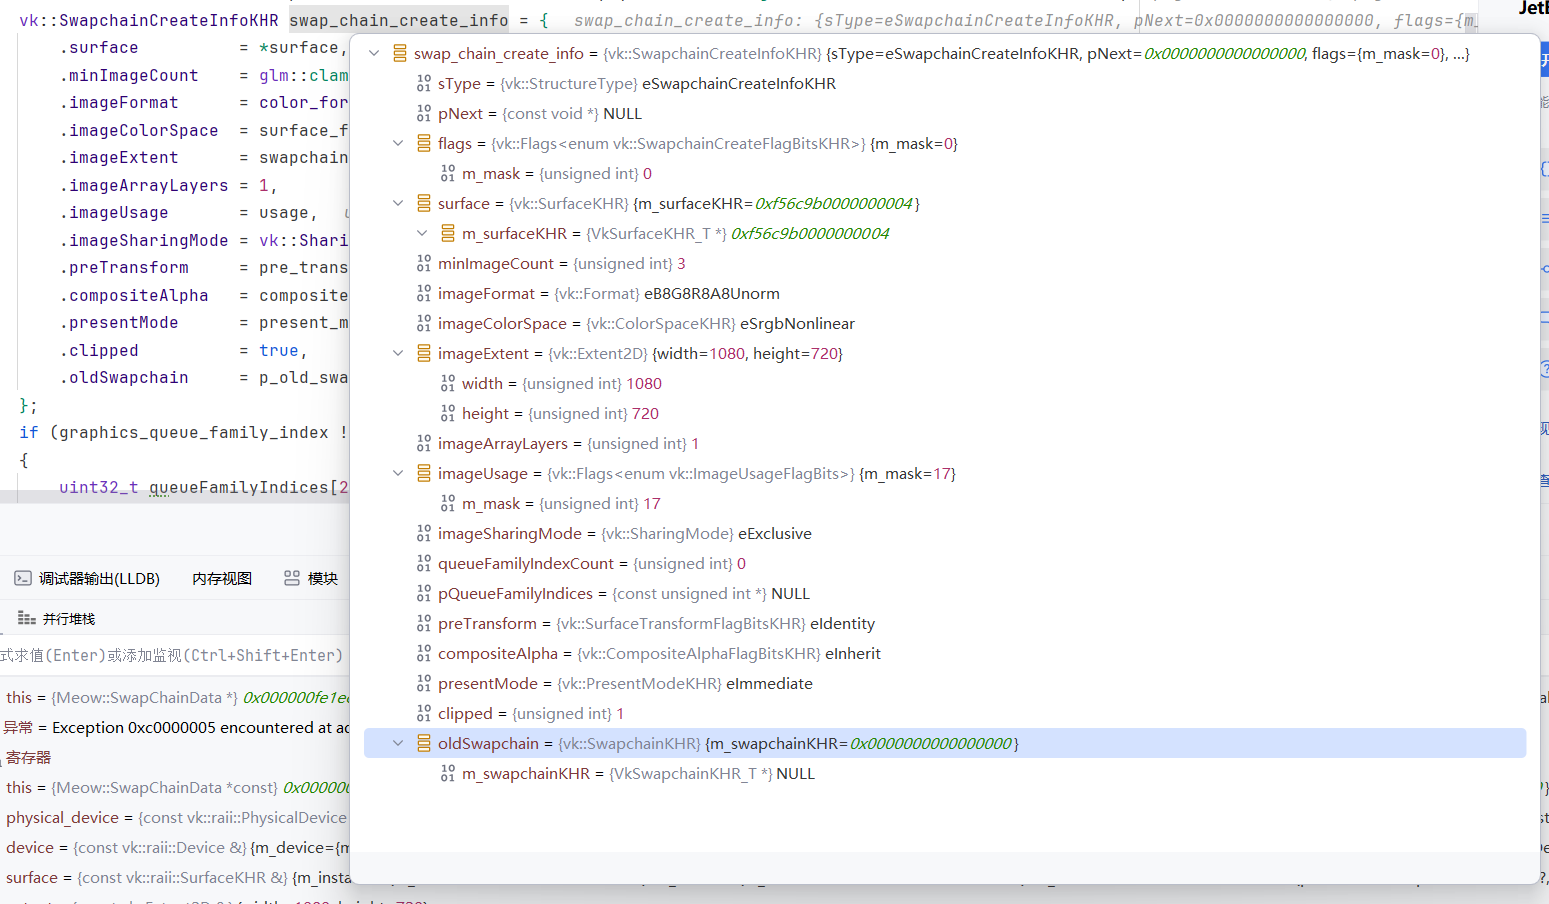 vk::SwapchainCreateInfoKHR swap_chain_create_info = {   swap_chain_create_info: {sType=eSwapchainCreateInfoKHR, pNext=0x0000000000000000, flags={m_
JetB
.surface = *surface,
.minImageCount = glm::clam
.imageFormat = color_for
.imageColorSpace = surface_f
.imageExtent = swapchain
.imageArrayLayers = 1,
.imageUsage = usage,
.imageSharingMode = vk::Shari
.preTransform = pre_trans
.compositeAlpha = composite
.presentMode = present_m
.clipped = true,
.oldSwapchain = p_old_swa
};
if (graphics_queue_family_index !
{
uint32_t queueFamilyIndices[2
swap_chain_create_info = {vk::SwapchainCreateInfoKHR} {sType=eSwapchainCreateInfoKHR, pNext=0x0000000000000000, flags={m_mask=0}, ...}
sType = {vk::StructureType} eSwapchainCreateInfoKHR
pNext = {const void *} NULL
flags = {vk::Flags<enum vk::SwapchainCreateFlagBitsKHR>} {m_mask=0}
m_mask = {unsigned int} 0
surface = {vk::SurfaceKHR} {m_surfaceKHR=0xf56c9b0000000004}
m_surfaceKHR = {VkSurfaceKHR_T *} 0xf56c9b0000000004
minImageCount = {unsigned int} 3
imageFormat = {vk::Format} eB8G8R8A8Unorm
imageColorSpace = {vk::ColorSpaceKHR} eSrgbNonlinear
imageExtent = {vk::Extent2D} {width=1080, height=720}
width = {unsigned int} 1080
height = {unsigned int} 720
imageArrayLayers = {unsigned int} 1
imageUsage = {vk::Flags<enum vk::ImageUsageFlagBits>} {m_mask=17}
m_mask = {unsigned int} 17
imageSharingMode = {vk::SharingMode} eExclusive
queueFamilyIndexCount = {unsigned int} 0
pQueueFamilyIndices = {const unsigned int *} NULL
preTransform = {vk::SurfaceTransformFlagBitsKHR} eIdentity
compositeAlpha = {vk::CompositeAlphaFlagBitsKHR} eInherit
presentMode = {vk::PresentModeKHR} eImmediate
clipped = {unsigned int} 1
oldSwapchain = {vk::SwapchainKHR} {m_swapchainKHR=0x0000000000000000}
m_swapchainKHR = {VkSwapchainKHR_T *} NULL
调试器输出(LLDB) 内存视图 模块
并行堆栈
式求值(Enter)或添加监视(Ctrl+Shift+Enter)
this = {Meow::SwapChainData *} 0x000000fe1e
异常 = Exception 0xc0000005 encountered at ad
寄存器
this = {Meow::SwapChainData *const} 0x00000
physical_device = {const vk::raii::PhysicalDevice
device = {const vk::raii::Device &} {m_device={m
surface = {const vk::raii::SurfaceKHR &} {m_insta